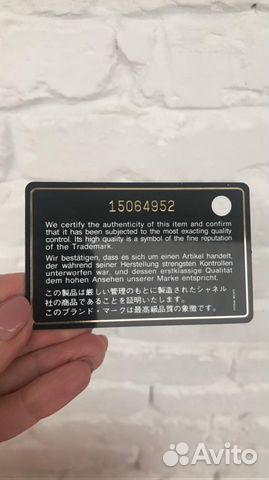 15064952
We certify the authenticity of this item and confirm
that it has been subjected to the most exacting quality
control. Its high quality is a symbol of the fine reputation
of the Trademark.
Wir bestätigen, dass es sich um einen Artikel handelt,
der während seiner Herstellung strengsten Kontrollen
unterworfen war, und dessen erstklassige Qualität
dem hohen Ansehen unserer Marke entspricht.
この製品は厳しい管理のもとに製造されたシャネル
社の商品であることを証明いたします。
このブランド・マークは最高級品質の象徴です。
Avito